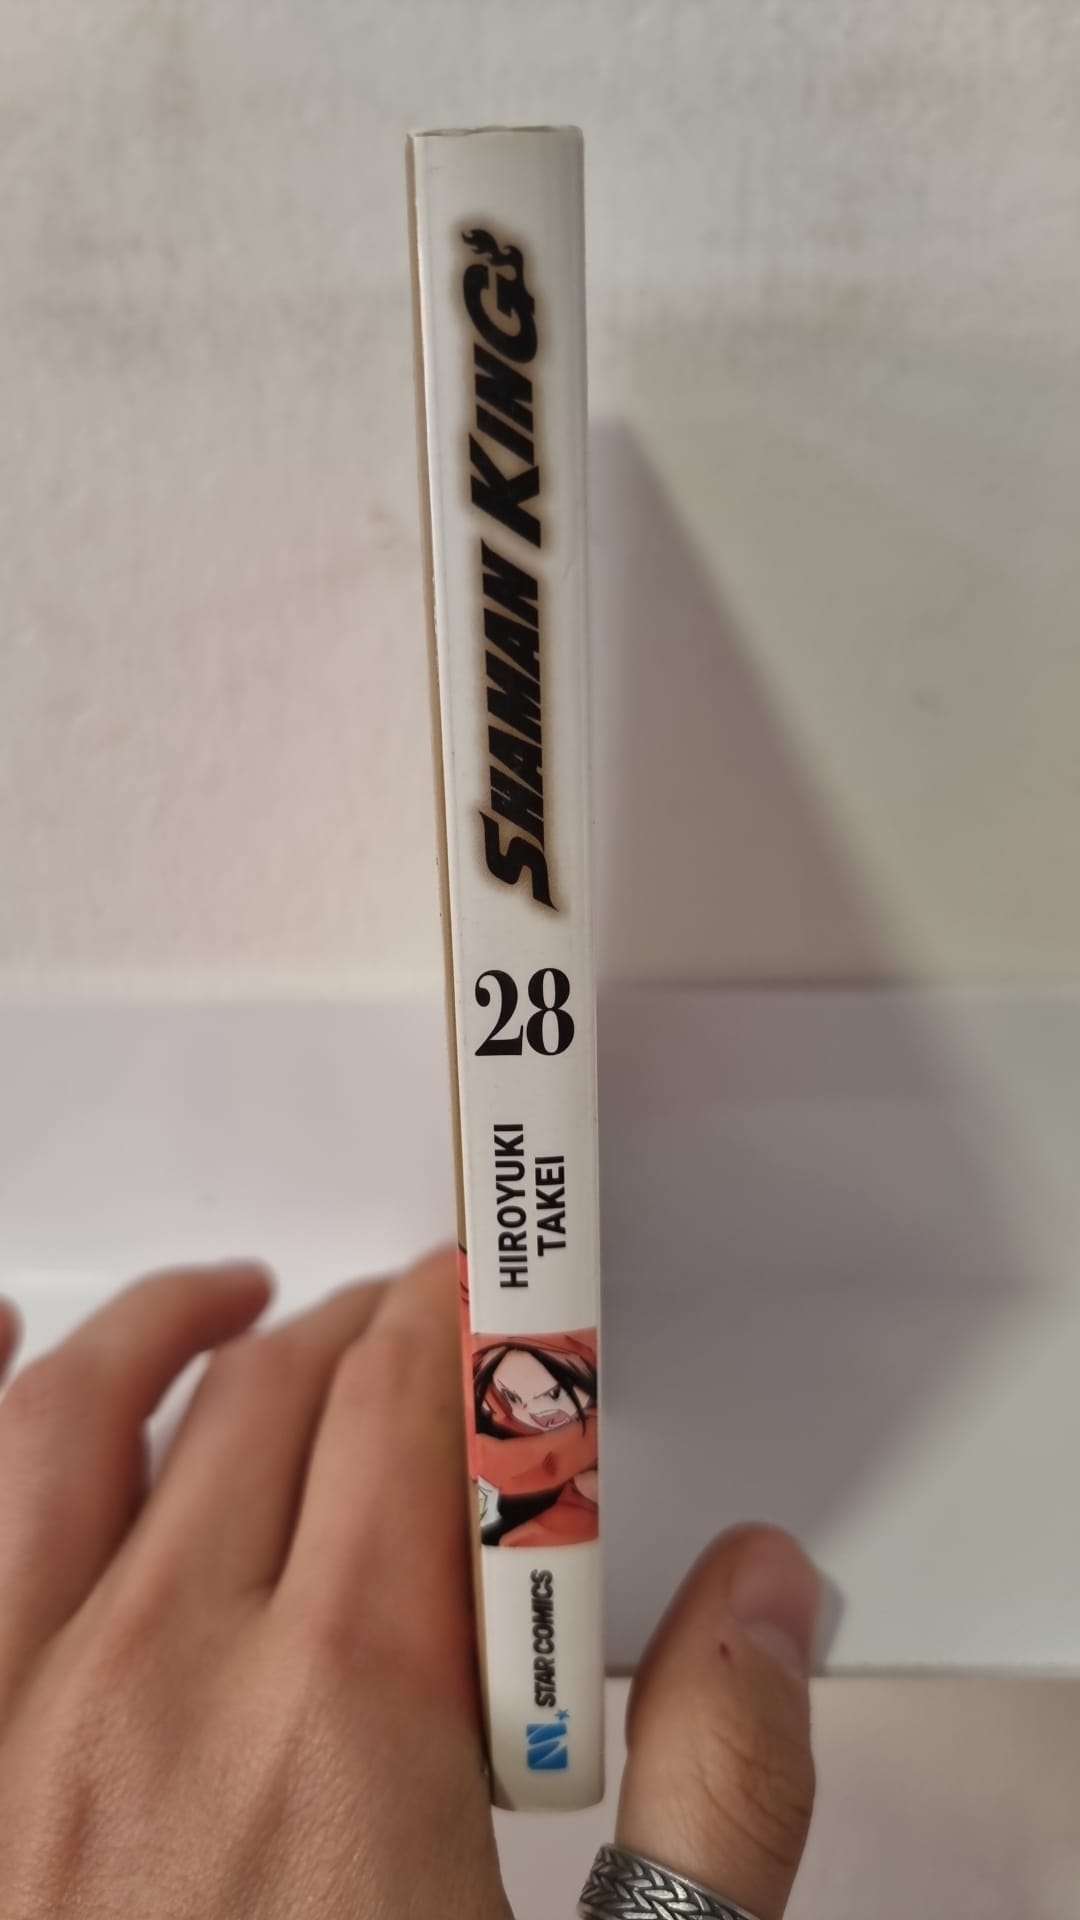 SHAMAN KING
28
HIROYUKI
TAKEI
STAR COMICS